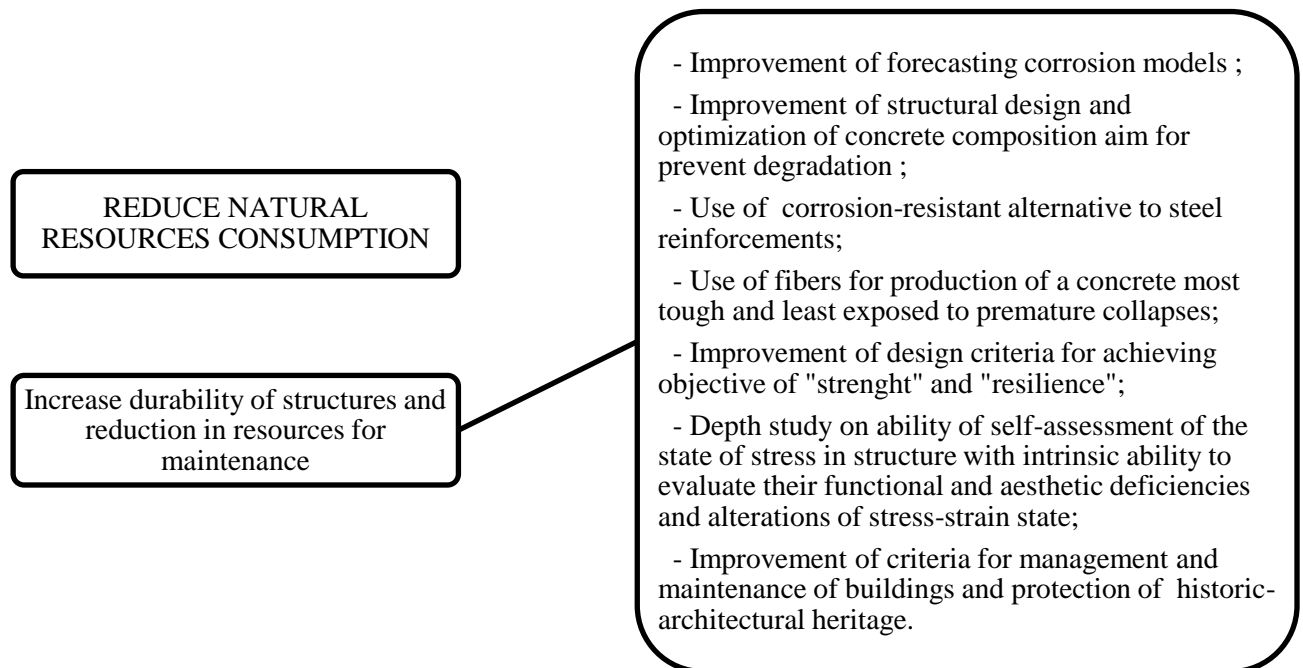 REDUCE NATURAL
RESOURCES CONSUMPTION
Increase durability of structures and
reduction in resources for
maintenance
- Improvement of forecasting corrosion models ;
- Improvement of structural design and
optimization of concrete composition aim for
prevent degradation ;
- Use of  corrosion-resistant alternative to steel
reinforcements;
- Use of fibers for production of a concrete most
tough and least exposed to premature collapses;
- Improvement of design criteria for achieving
objective of "strenght" and "resilience";
- Depth study on ability of self-assessment of the
state of stress in structure with intrinsic ability to
evaluate their functional and aesthetic deficiencies
and alterations of stress-strain state;
- Improvement of criteria for management and
maintenance of buildings and protection of  historic-
architectural heritage.